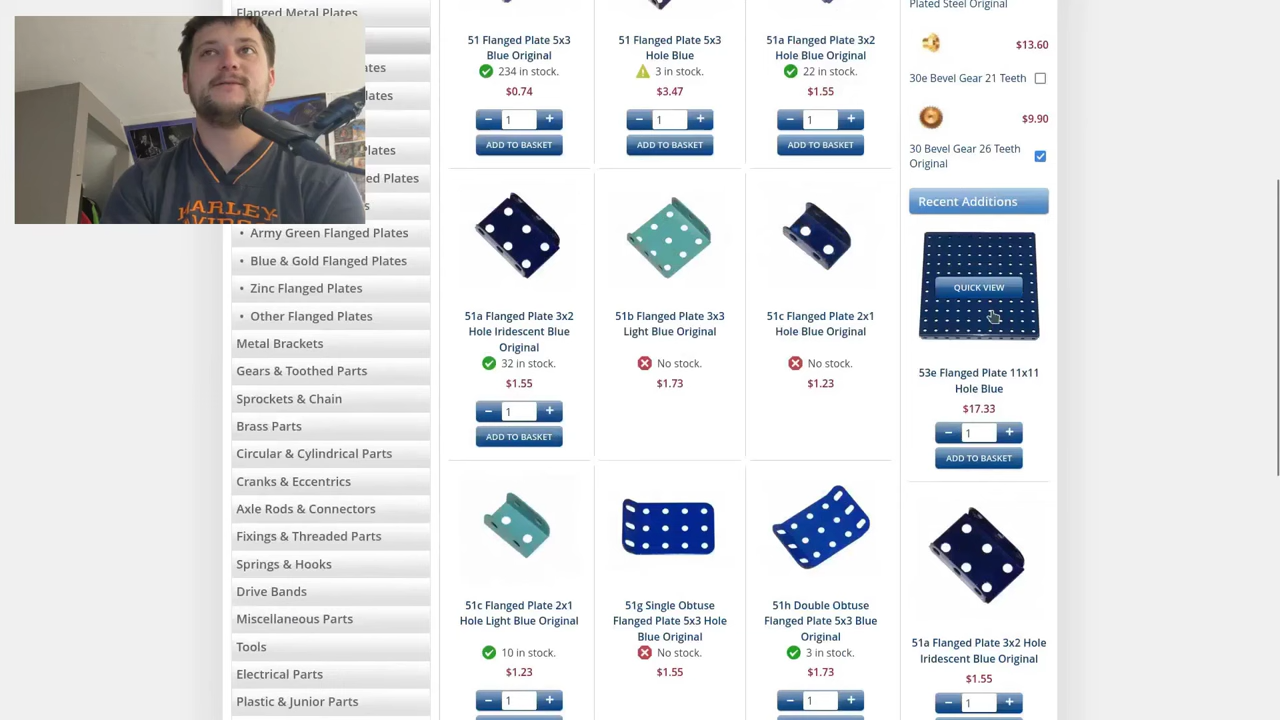 Flanged Metal Plates
ates
lates
Plates
Plates
s
• Army Green Flanged Plates
• Blue & Gold Flanged Plates
• Zinc Flanged Plates
• Other Flanged Plates
Metal Brackets
Gears & Toothed Parts
Sprockets & Chain
Brass Parts
Circular & Cylindrical Parts
Cranks & Eccentrics
Axle Rods & Connectors
Fixings & Threaded Parts
Springs & Hooks
Drive Bands
Miscellaneous Parts
Tools
Electrical Parts
Plastic & Junior Parts
HARLEY
51 Flanged Plate 5x3
Blue Original
234 in stock.
$0.74
− 1 +
ADD TO BASKET
51 Flanged Plate 5x3
Hole Blue
3 in stock.
$3.47
− 1 +
ADD TO BASKET
51a Flanged Plate 3x2
Hole Blue Original
22 in stock.
$1.55
− 1 +
ADD TO BASKET
51a Flanged Plate 3x2
Hole Iridescent Blue
Original
32 in stock.
$1.55
− 1 +
ADD TO BASKET
51b Flanged Plate 3x3
Light Blue Original
No stock.
$1.73
51c Flanged Plate 2x1
Hole Blue Original
No stock.
$1.23
51c Flanged Plate 2x1
Hole Light Blue Original
10 in stock.
$1.23
− 1 +
51g Single Obtuse
Flanged Plate 5x3 Hole
Blue Original
No stock.
$1.55
51h Double Obtuse
Flanged Plate 5x3 Blue
Original
3 in stock.
$1.73
− 1 +
Plated Steel Original
$13.60
30e Bevel Gear 21 Teeth
$9.90
30 Bevel Gear 26 Teeth
Original
Recent Additions
QUICK VIEW
53e Flanged Plate 11x11
Hole Blue
$17.33
− 1 +
ADD TO BASKET
51a Flanged Plate 3x2 Hole
Iridescent Blue Original
$1.55
− 1 +